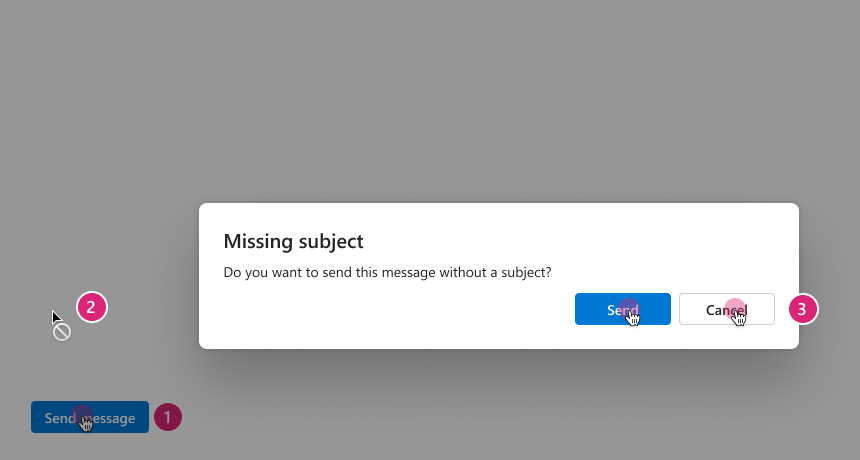 Missing subject
Do you want to send this message without a subject?
2
Send
Cancel
3
Send message
1